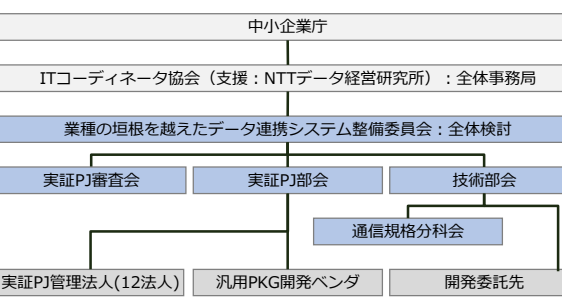 中小企業庁
ITコーディネータ協会（支援：NTTデータ経営研究所）：全体事務局
業種の垣根を越えたデータ連携システム整備委員会：全体検討
実証PJ審査会
実証PJ部会
技術部会
通信規格分科会
実証PJ管理法人(12法人)
汎用PKG開発ベンダ
開発委託先